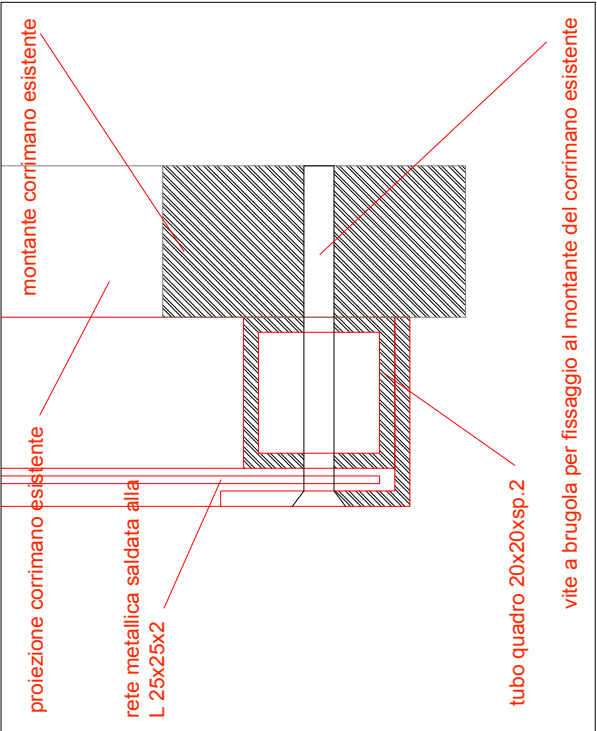 montante corrimano esistente
proiezione corrimano esistente
rete metallica saldata alla
L 25x25x2
tubo quadro 20x20xsp.2
vite a brugola per fissaggio al montante del corrimano esistente